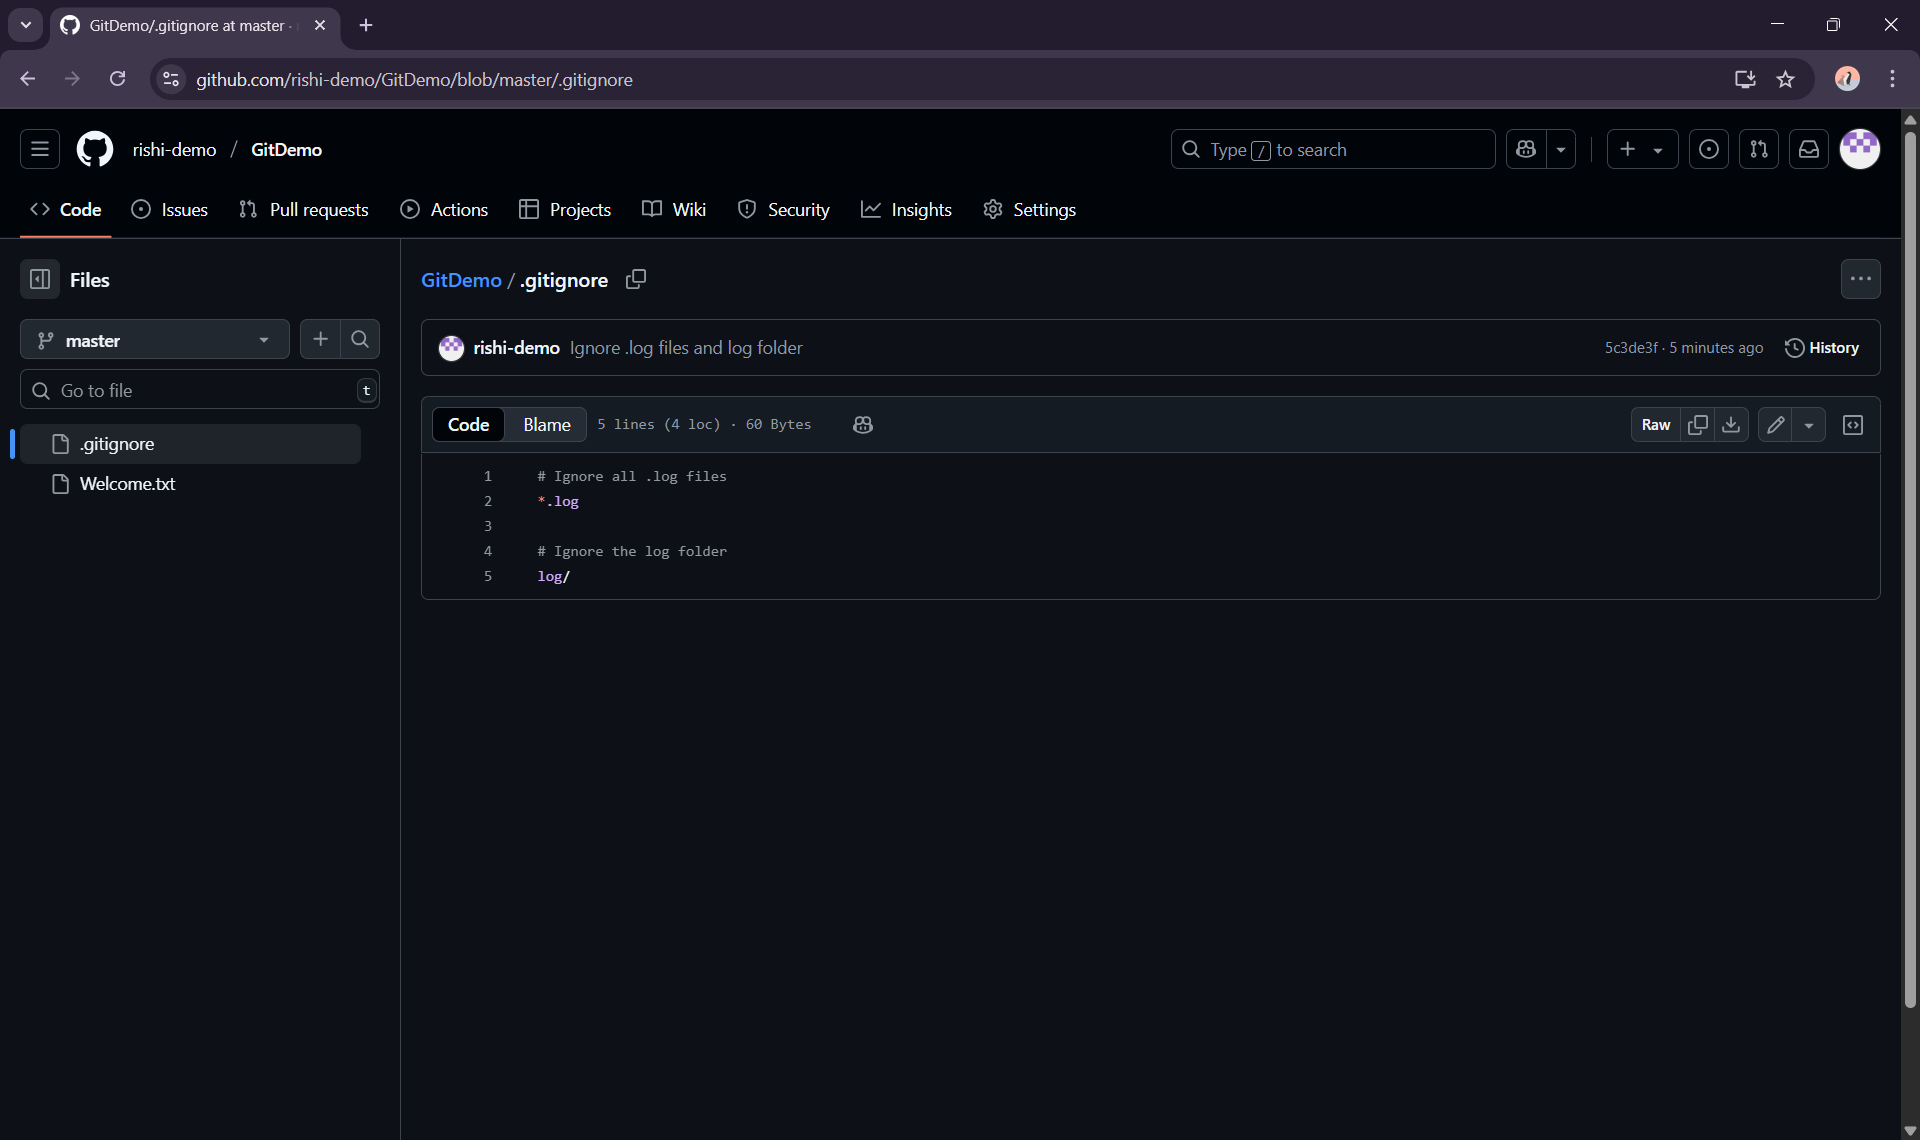 GitDemo/.gitignore at master ·
github.com/rishi-demo/GitDemo/blob/master/.gitignore
rishi-demo / GitDemo
Type / to search
Code Issues Pull requests Actions Projects Wiki Security Insights Settings
Files
master
Go to file t
.gitignore
Welcome.txt
GitDemo / .gitignore
rishi-demo Ignore .log files and log folder 5c3de3f · 5 minutes ago History
Code Blame 5 lines (4 loc) · 60 Bytes Raw
1 # Ignore all .log files
2 *.log
3
4 # Ignore the log folder
5 log/